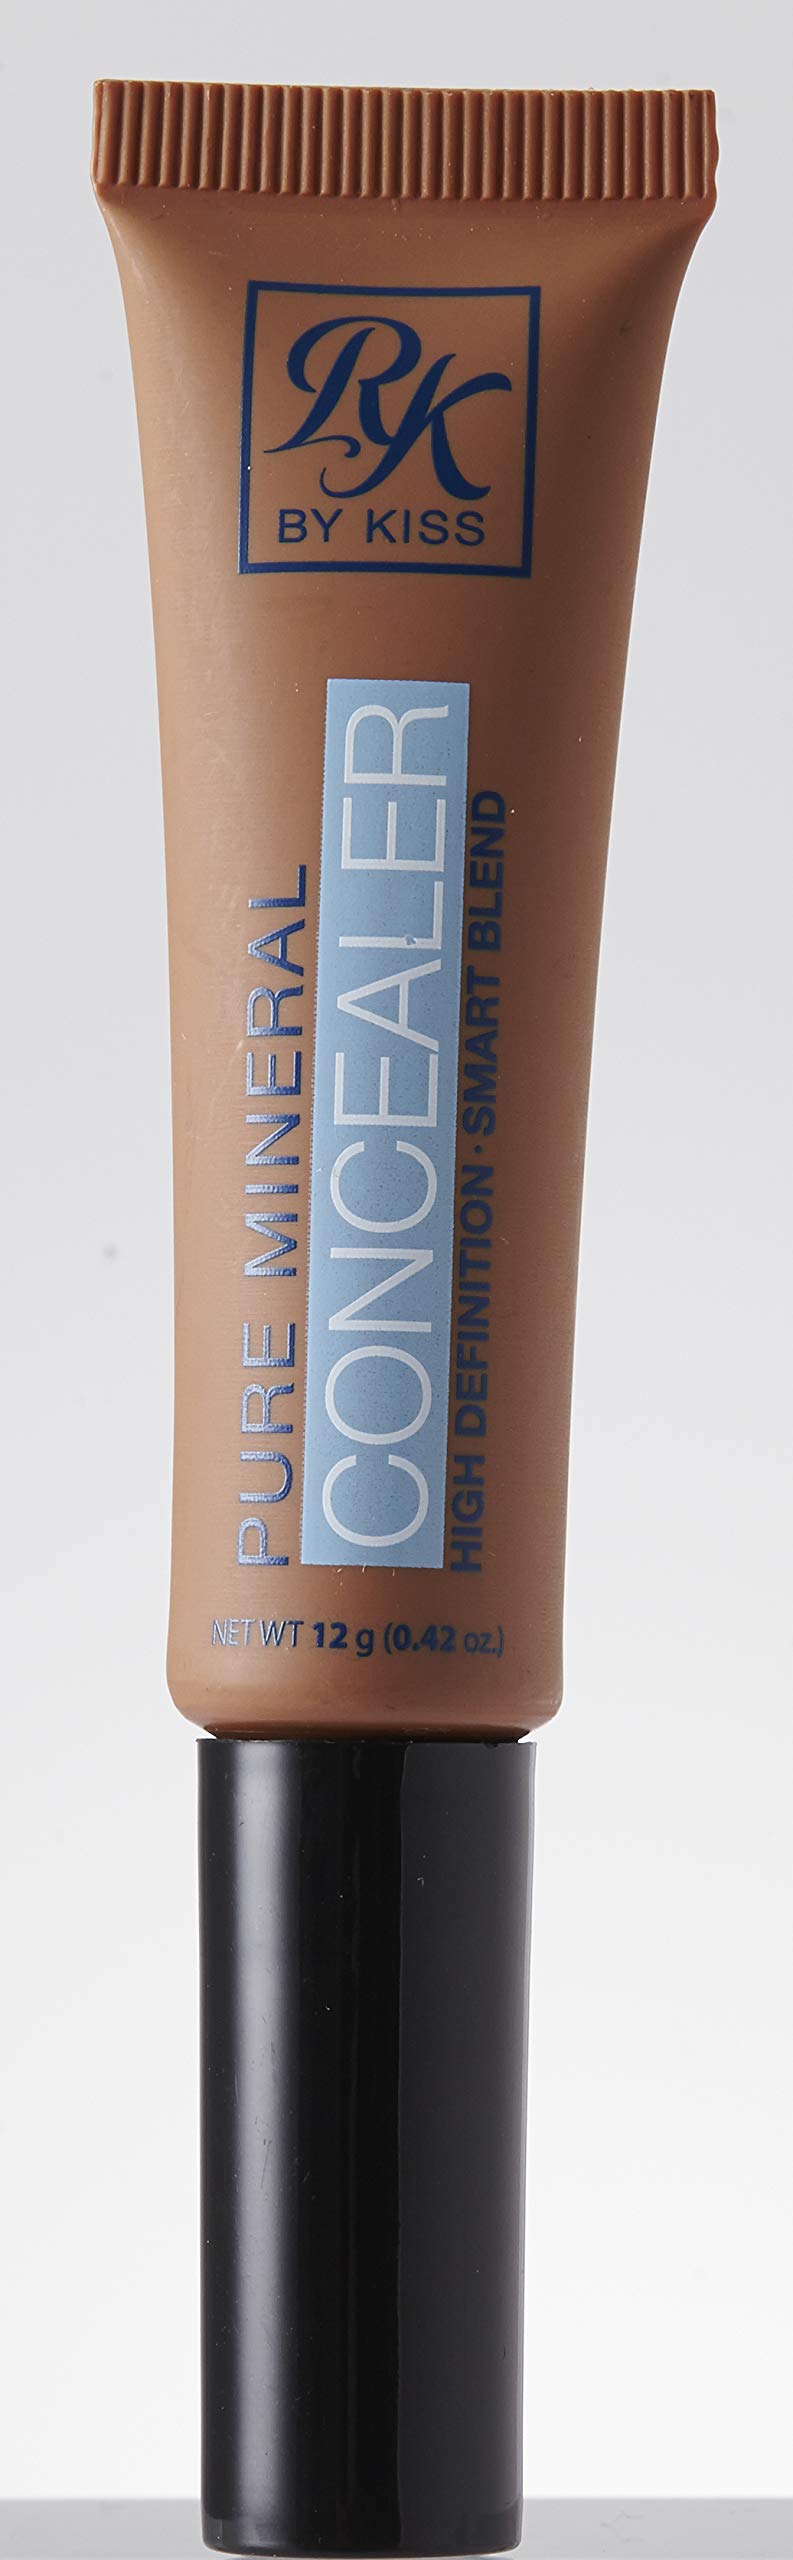 RK
BY KISS
PURE MINERAL
CONCEALER
HIGH DEFINITION · SMART BLEND
NET WT 12 g (0.42 oz.)